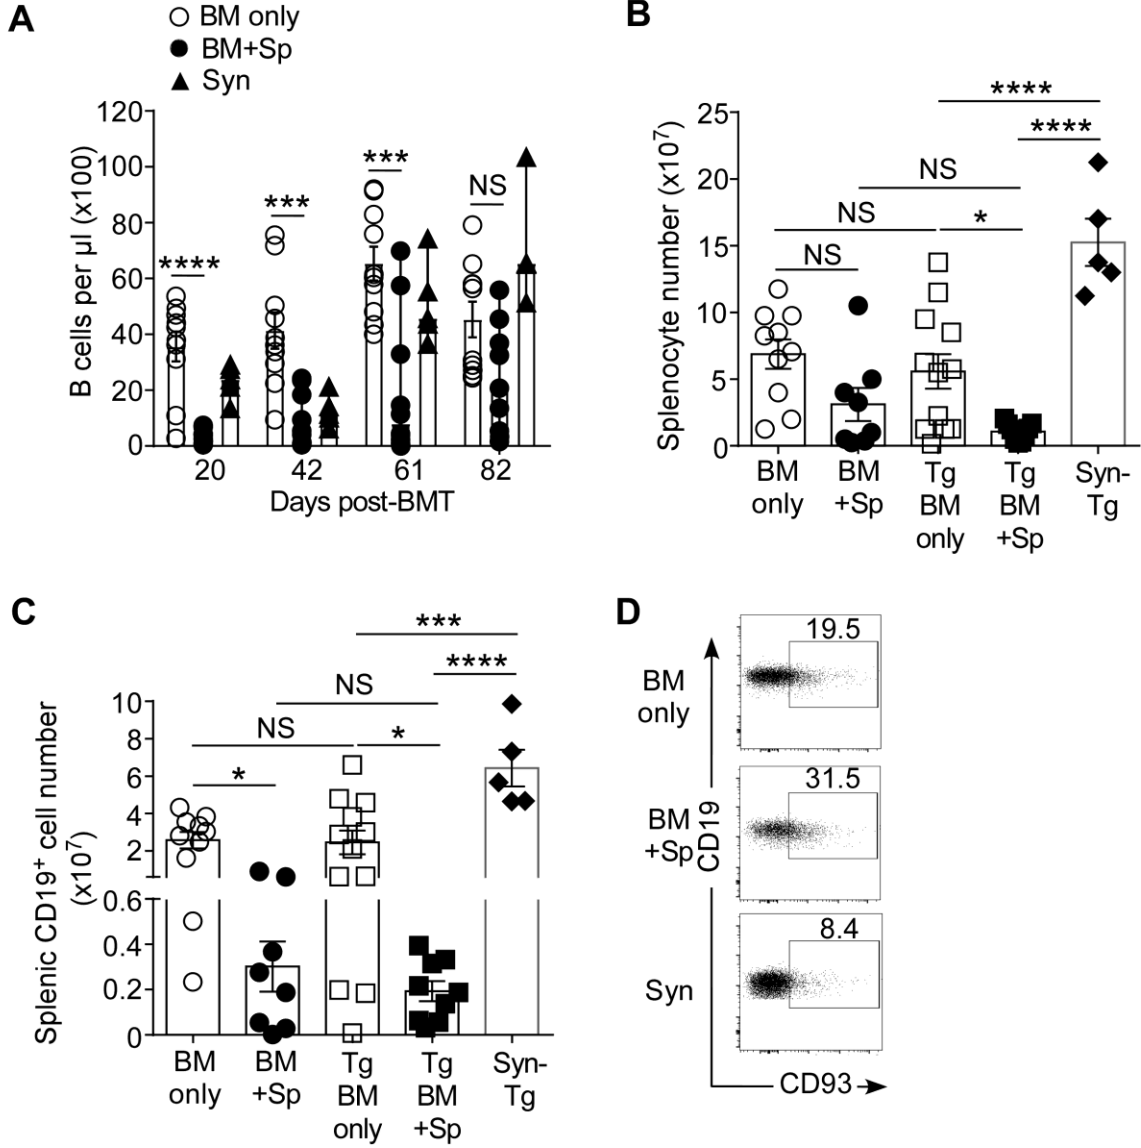 A
BM only
BM+Sp
Syn
B cells per µl (x100)
120
100
80
60
40
20
0
****
***
***
NS
20 42 61 82
Days post-BMT
B
Splenocyte number (x10⁷)
25
20
15
10
5
0
****
****
NS
NS
*
NS
BM
only
BM
+Sp
Tg
BM
only
Tg
BM
+Sp
Syn-
Tg
C
Splenic CD19⁺ cell number
(x10⁷)
10
8
6
4
2
0.6
0.4
0.2
0
***
****
NS
NS
*
*
BM
only
BM
+Sp
Tg
BM
only
Tg
BM
+Sp
Syn-
Tg
D
BM
only
19.5
BM
+Sp
31.5
Syn
8.4
CD19
CD93